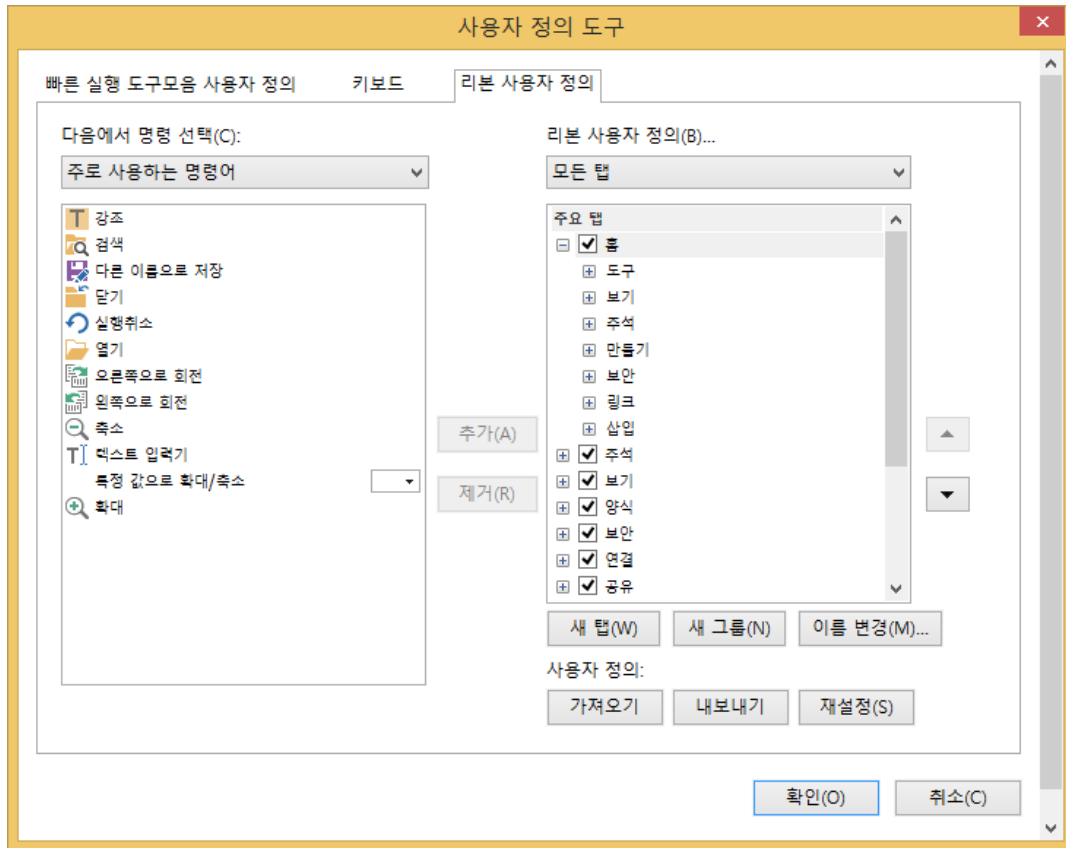 사용자 정의 도구
빠른 실행 도구모음 사용자 정의
키보드
리본 사용자 정의
다음에서 명령 선택(C):
주로 사용하는 명령어
강조
검색
다른 이름으로 저장
닫기
실행취소
열기
오른쪽으로 회전
왼쪽으로 회전
축소
텍스트 입력기
특정 값으로 확대/축소
확대
추가(A)
제거(R)
리본 사용자 정의(B)...
모든 탭
주요 탭
홈
도구
보기
주석
만들기
보안
링크
삽입
주석
보기
양식
보안
연결
공유
새 탭(W)
새 그룹(N)
이름 변경(M)...
사용자 정의:
가져오기
내보내기
재설정(S)
확인(O)
취소(C)